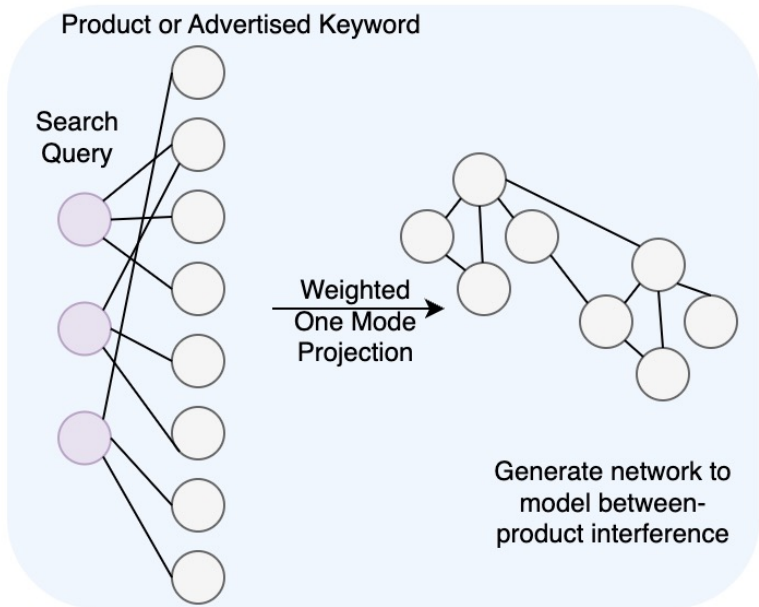 Product or Advertised Keyword
Search
Query
Weighted
One Mode
Projection
Generate network to
model between-
product interference